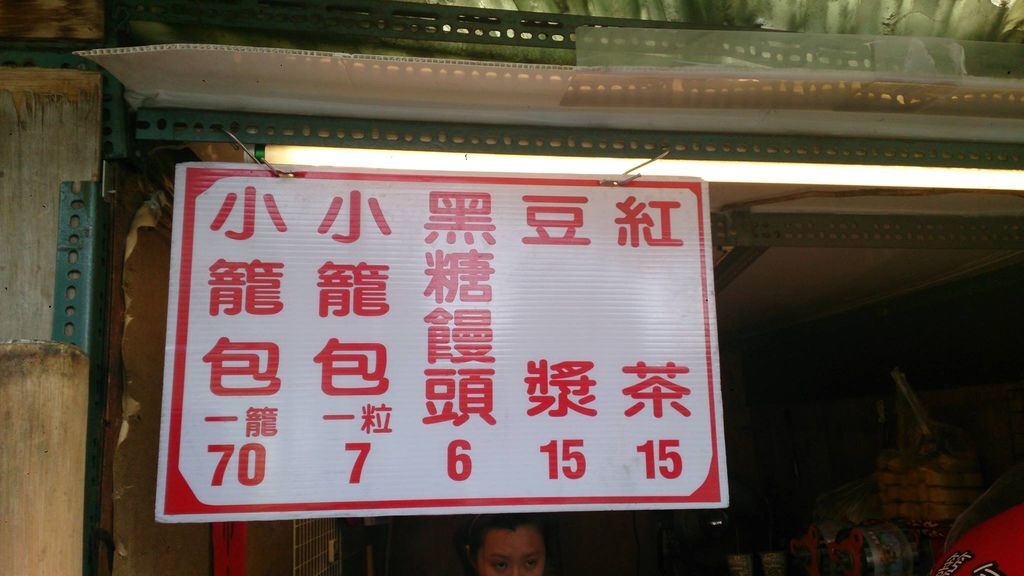 紅茶 15
豆漿 15
黑糖饅頭 6
小籠包 一粒 7
小籠包 一籠 70